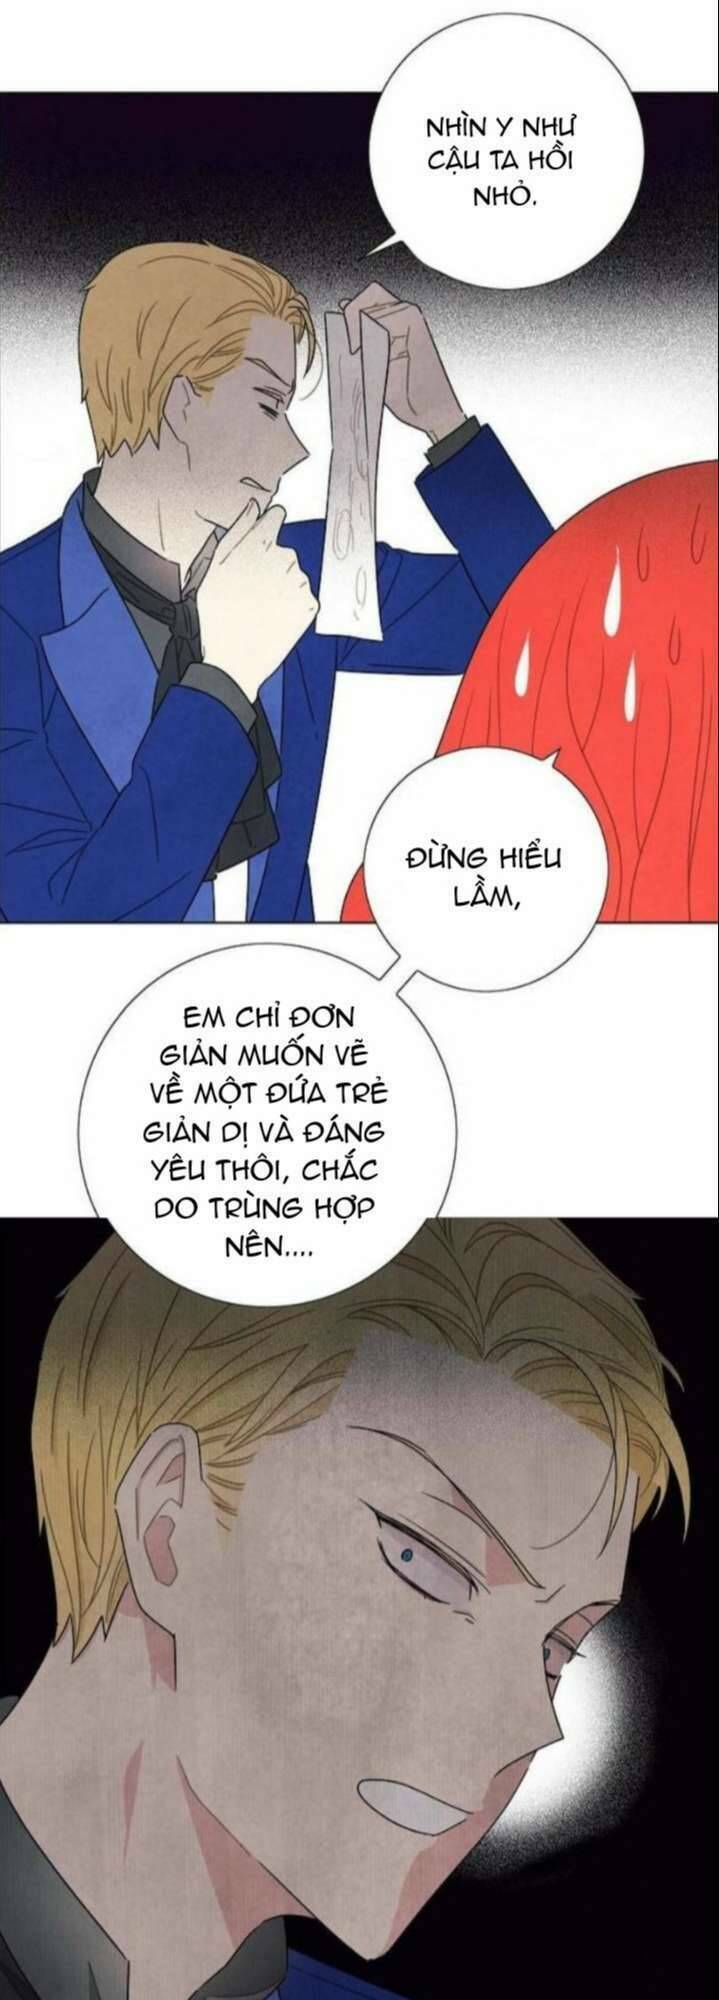 NHÌN Y NHƯ
CẬU TA HỒI
NHỎ.
ĐỪNG HIỂU
LẦM,
EM CHỈ ĐƠN
GIẢN MUỐN VẼ
VỀ MỘT ĐỨA TRẺ
GIẢN DỊ VÀ ĐÁNG
YÊU THÔI, CHẮC
DO TRÙNG HỢP
NÊN....